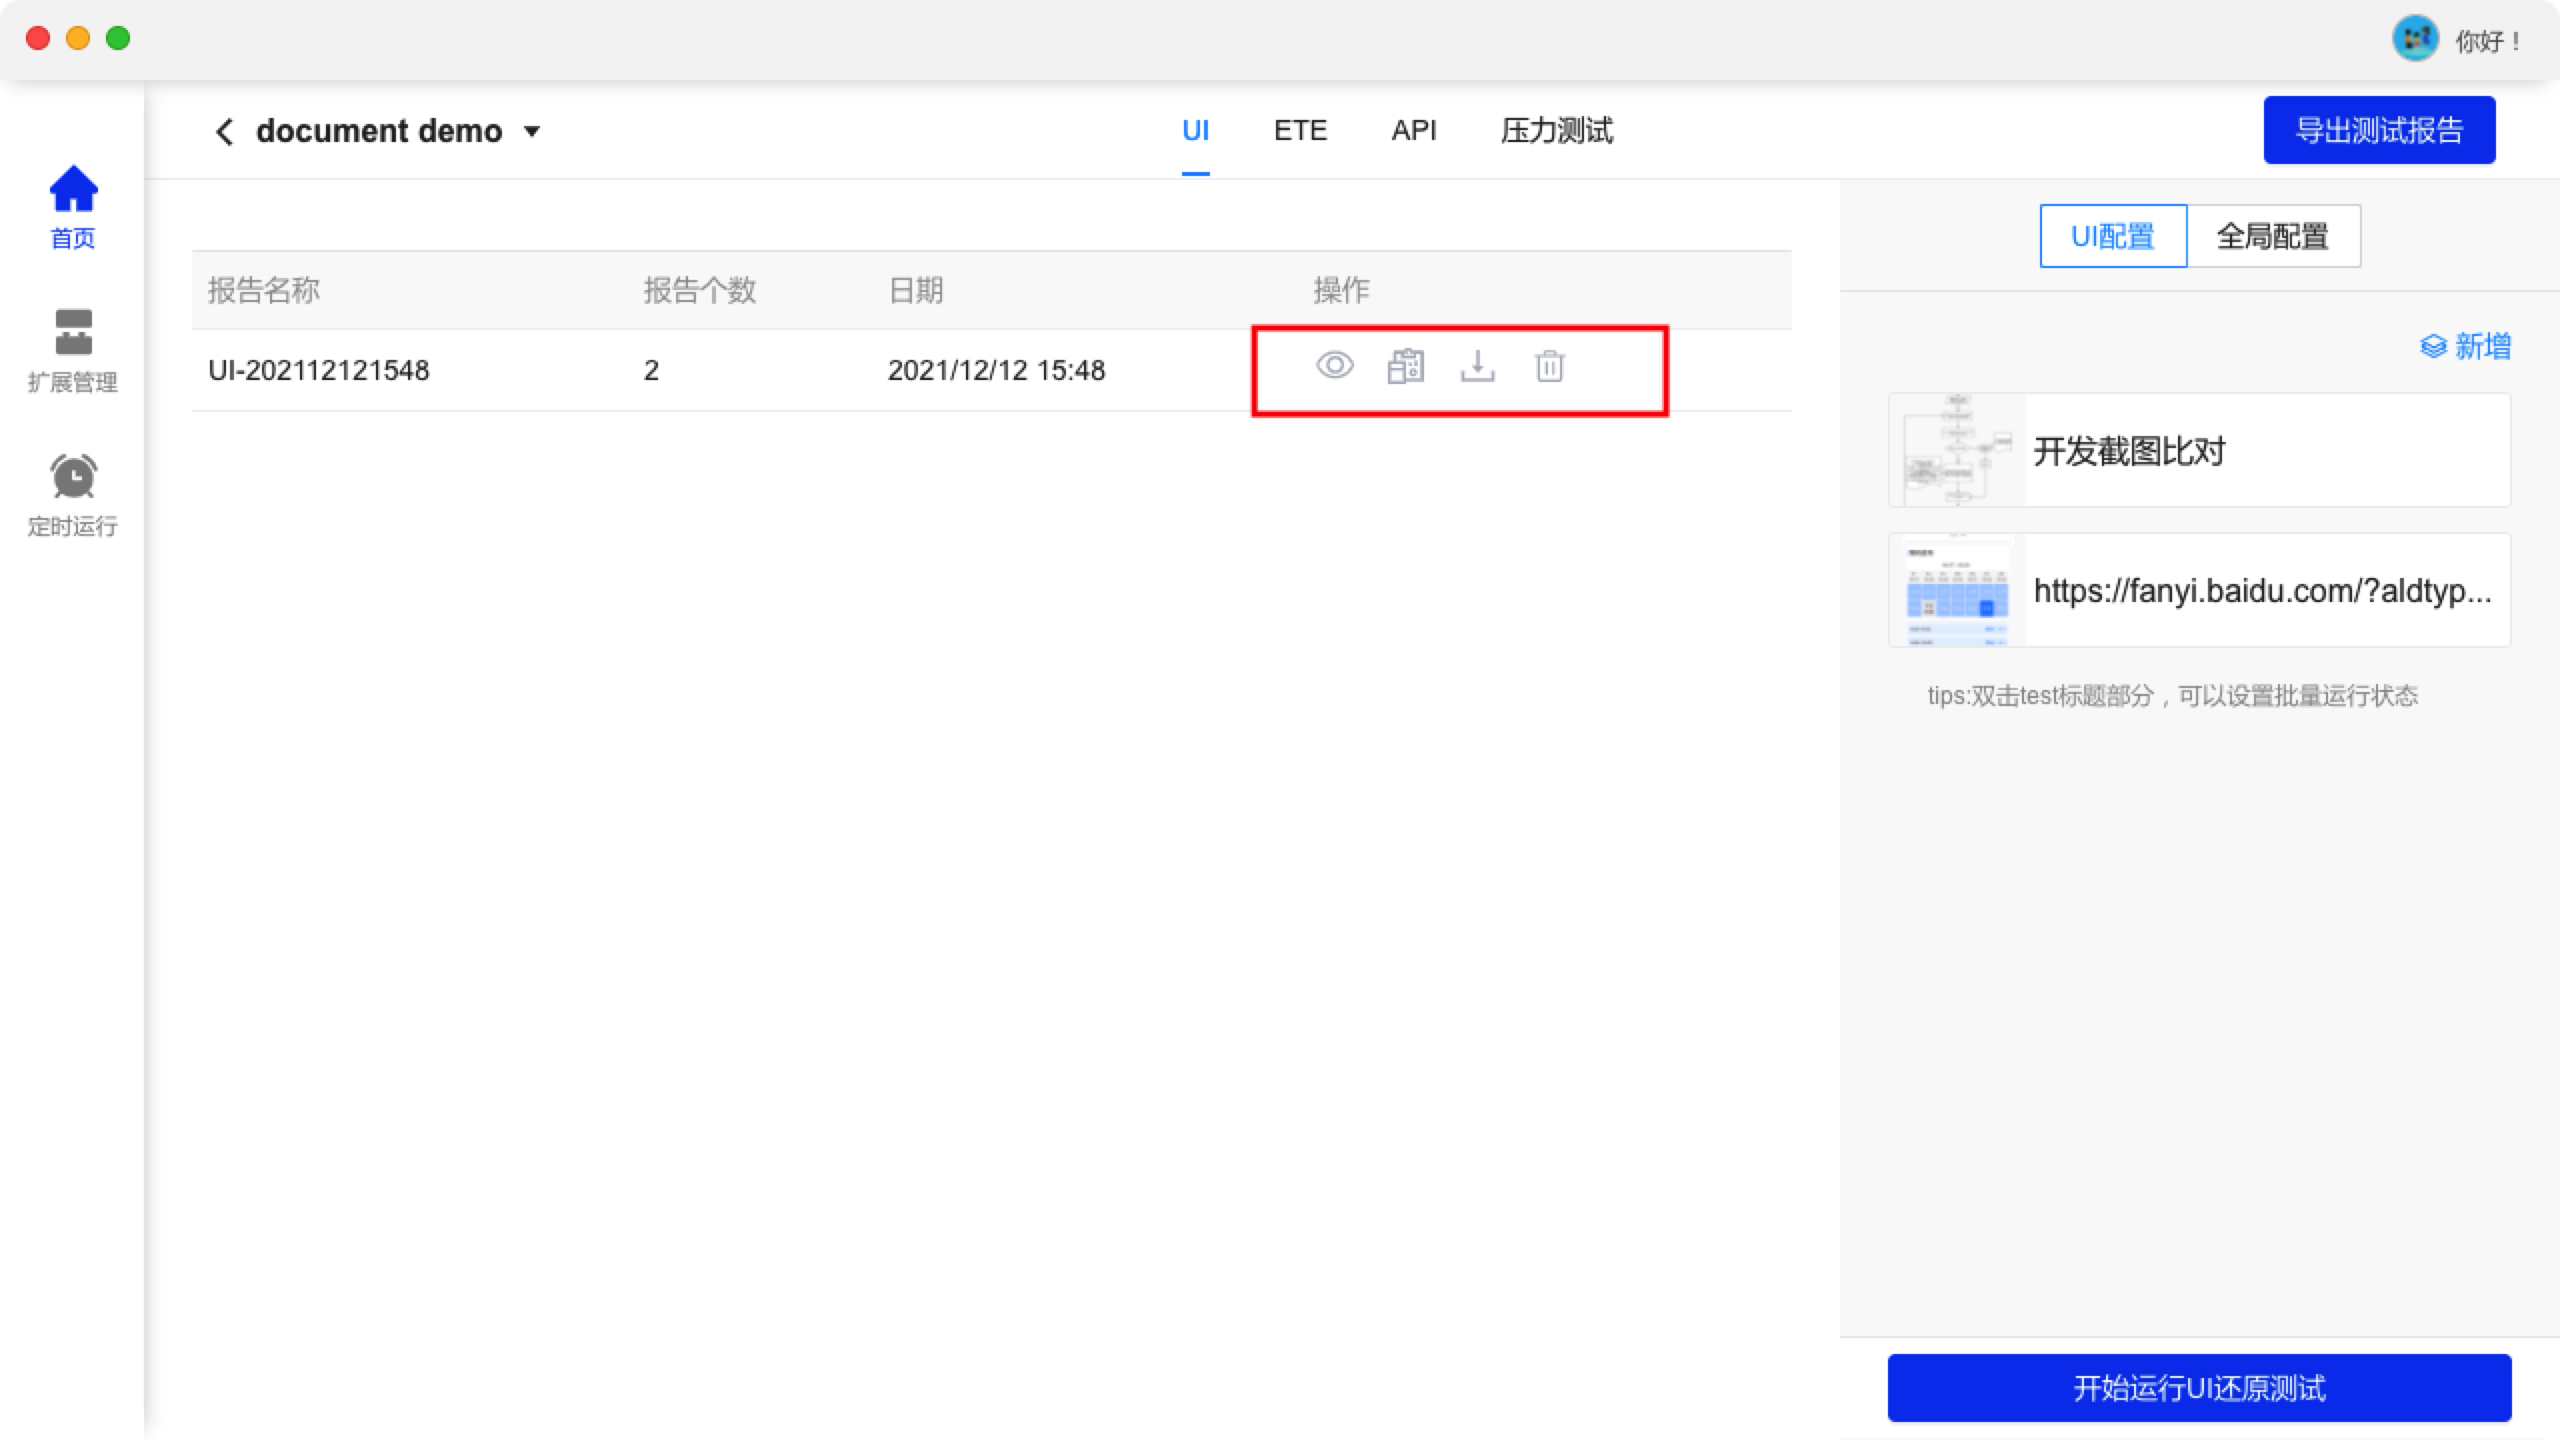 你好！
document demo
UI ETE API 压力测试
导出测试报告
首页
扩展管理
定时运行
报告名称 报告个数 日期 操作
UI-202112121548 2 2021/12/12 15:48
UI配置 全局配置
新增
开发截图比对
https://fanyi.baidu.com/?aldtyp...
tips:双击test标题部分，可以设置批量运行状态
开始运行UI还原测试